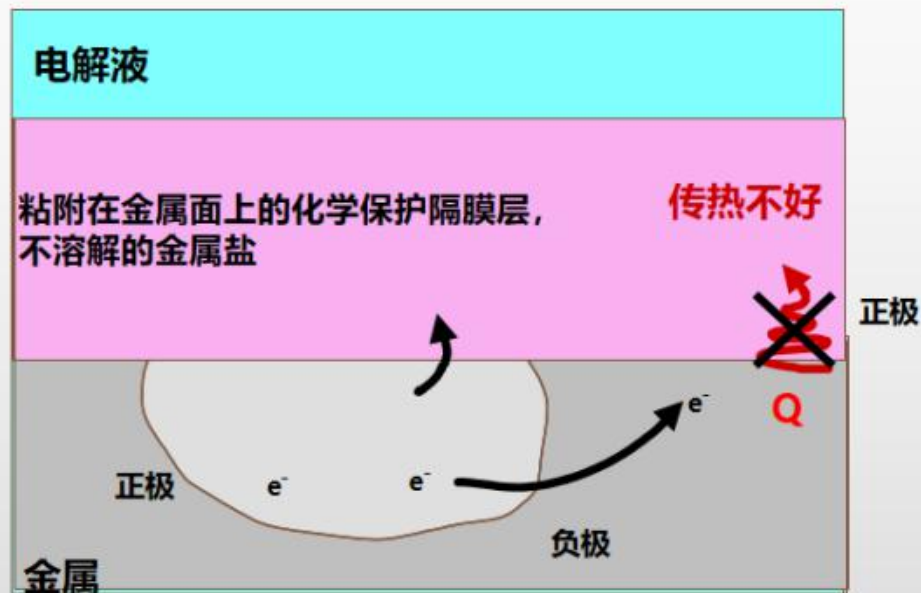 电解液
粘附在金属面上的化学保护隔膜层，
不溶解的金属盐
传热不好
正极
e⁻
Q
正极
e⁻
e⁻
负极
金属